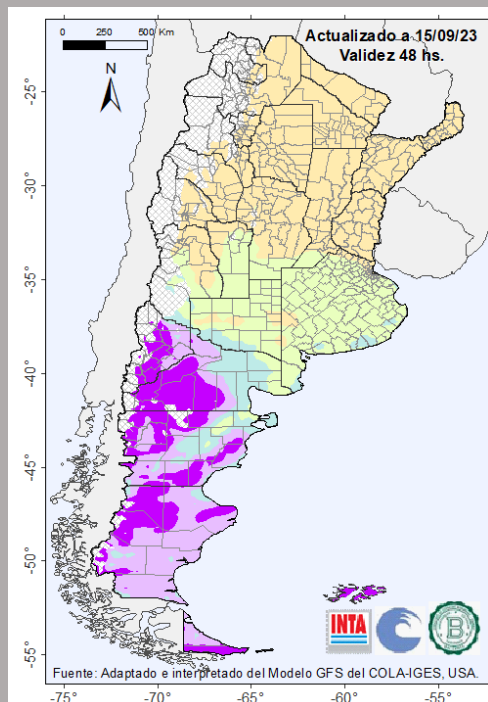 0 250 500 Km
Actualizado a 15/09/23
Validez 48 hs.
N
-25°
-30°
-35°
-40°
-45°
-50°
-55°
INTA
B
Fuente: Adaptado e interpretado del Modelo GFS del COLA-IGES, USA.
-75° -70° -65° -60° -55°